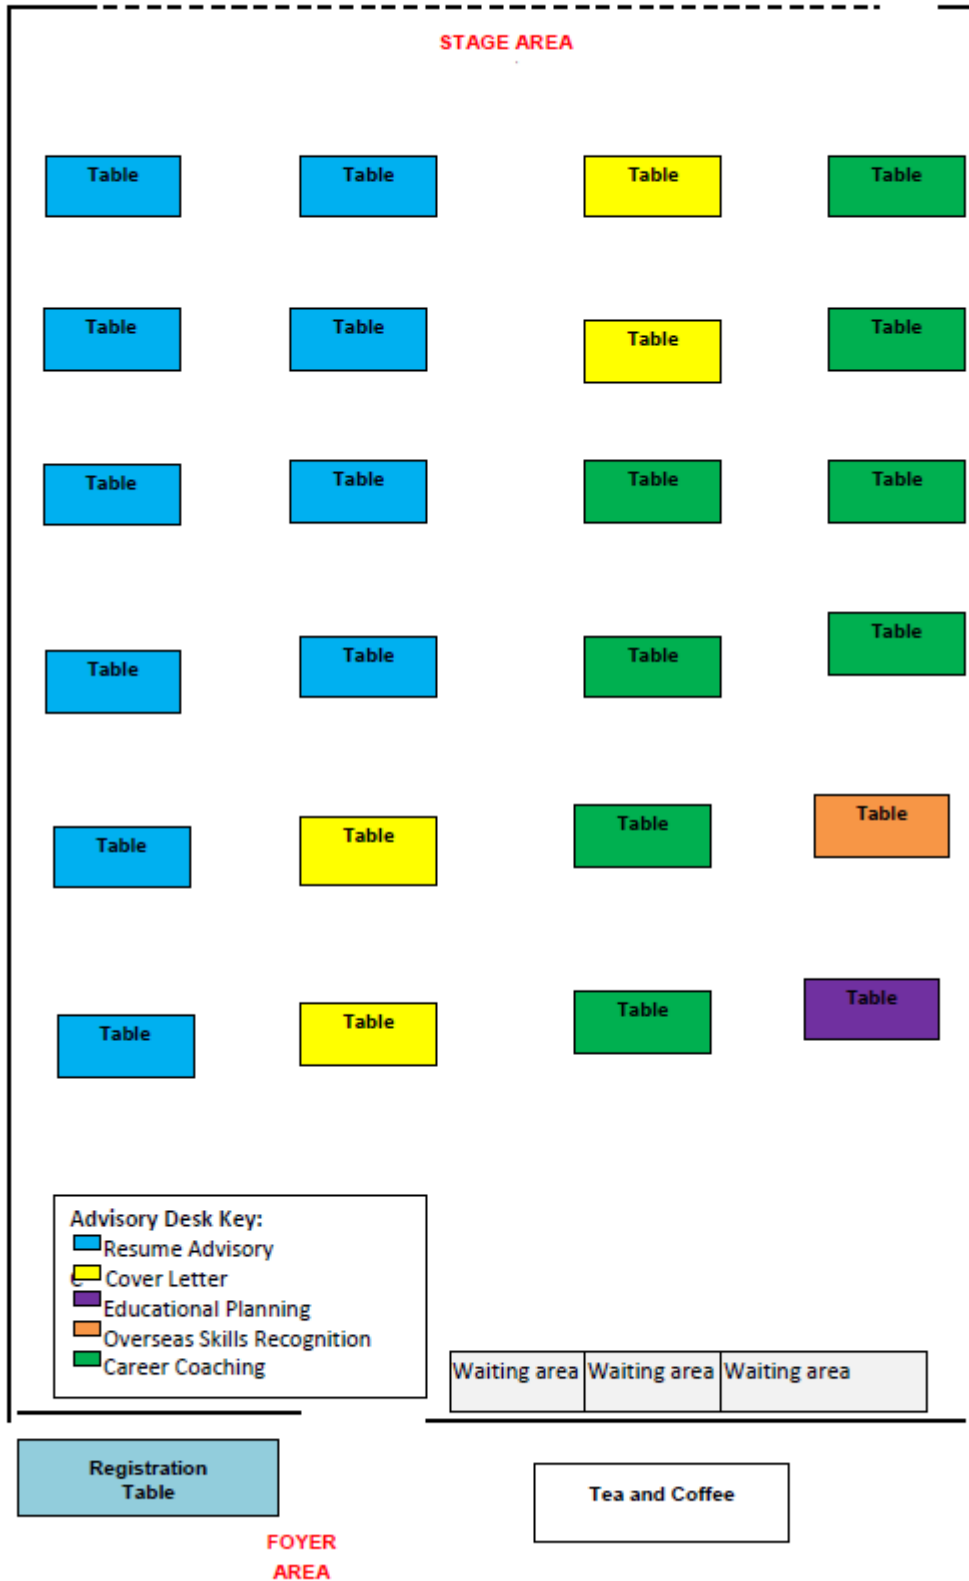 STAGE AREA
Table Table Table Table
Table Table Table Table
Table Table Table Table
Table Table Table Table
Table Table Table Table
Table Table Table Table
Advisory Desk Key:
Resume Advisory
C Cover Letter
Educational Planning
Overseas Skills Recognition
Career Coaching
Waiting area Waiting area Waiting area
Registration
Table
Tea and Coffee
FOYER
AREA